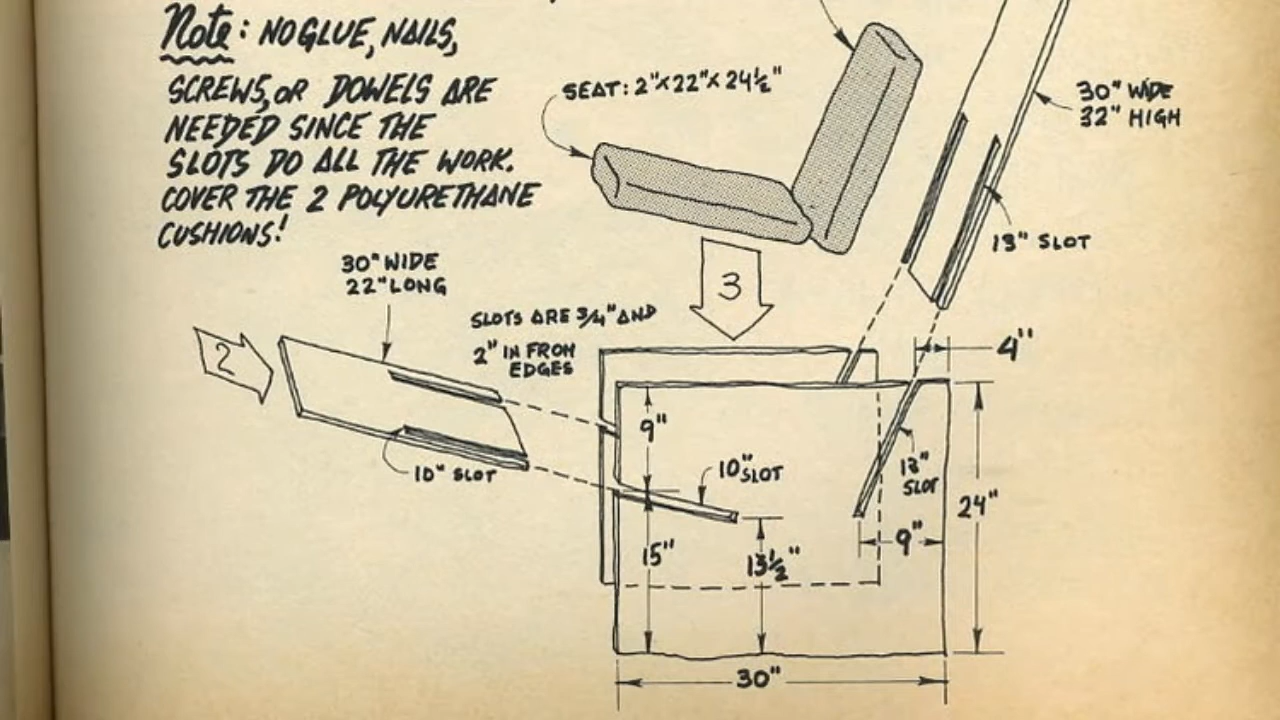 Note: NO GLUE, NAILS,
SCREWS, OR DOWELS ARE
NEEDED SINCE THE
SLOTS DO ALL THE WORK.
COVER THE 2 POLYURETHANE
CUSHIONS!
SEAT: 2"X22"X24½"
30" WIDE
32" HIGH
13" SLOT
30" WIDE
22" LONG
3
SLOTS ARE 3/4" AND
2" IN FROM
EDGES
2
4"
9"
10" SLOT
10" SLOT
13"
SLOT
24"
9"
15"
13½"
30"